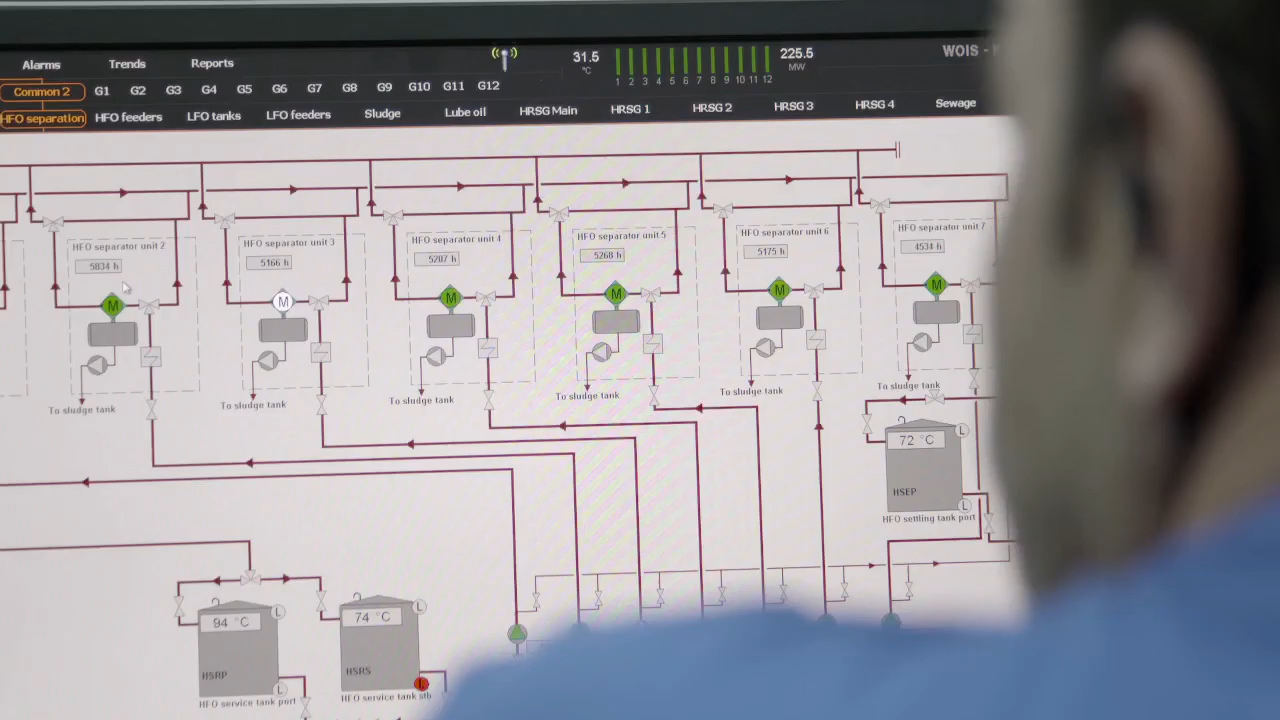 Alarms Trends Reports 31.5 °C 225.5 MW WOIS -
1 2 3 4 5 6 7 8 9 10 11 12
Common 2 G1 G2 G3 G4 G5 G6 G7 G8 G9 G10 G11 G12
HFO separation HFO feeders LFO tanks LFO feeders Sludge Lube oil HRSG Main HRSG 1 HRSG 2 HRSG 3 HRSG 4 Sewage
HFO separator unit 2
5834 h
M
To sludge tank
HFO separator unit 3
5166 h
M
To sludge tank
HFO separator unit 4
5207 h
M
To sludge tank
HFO separator unit 5
5268 h
M
To sludge tank
HFO separator unit 6
5175 h
M
To sludge tank
HFO separator unit 7
4534 h
M
To sludge tank
L
72 °C
HSEP
L
HFO settling tank port
L
94 °C
HSRP
L
HFO service tank port
L
74 °C
HSRS
L
HFO service tank stb